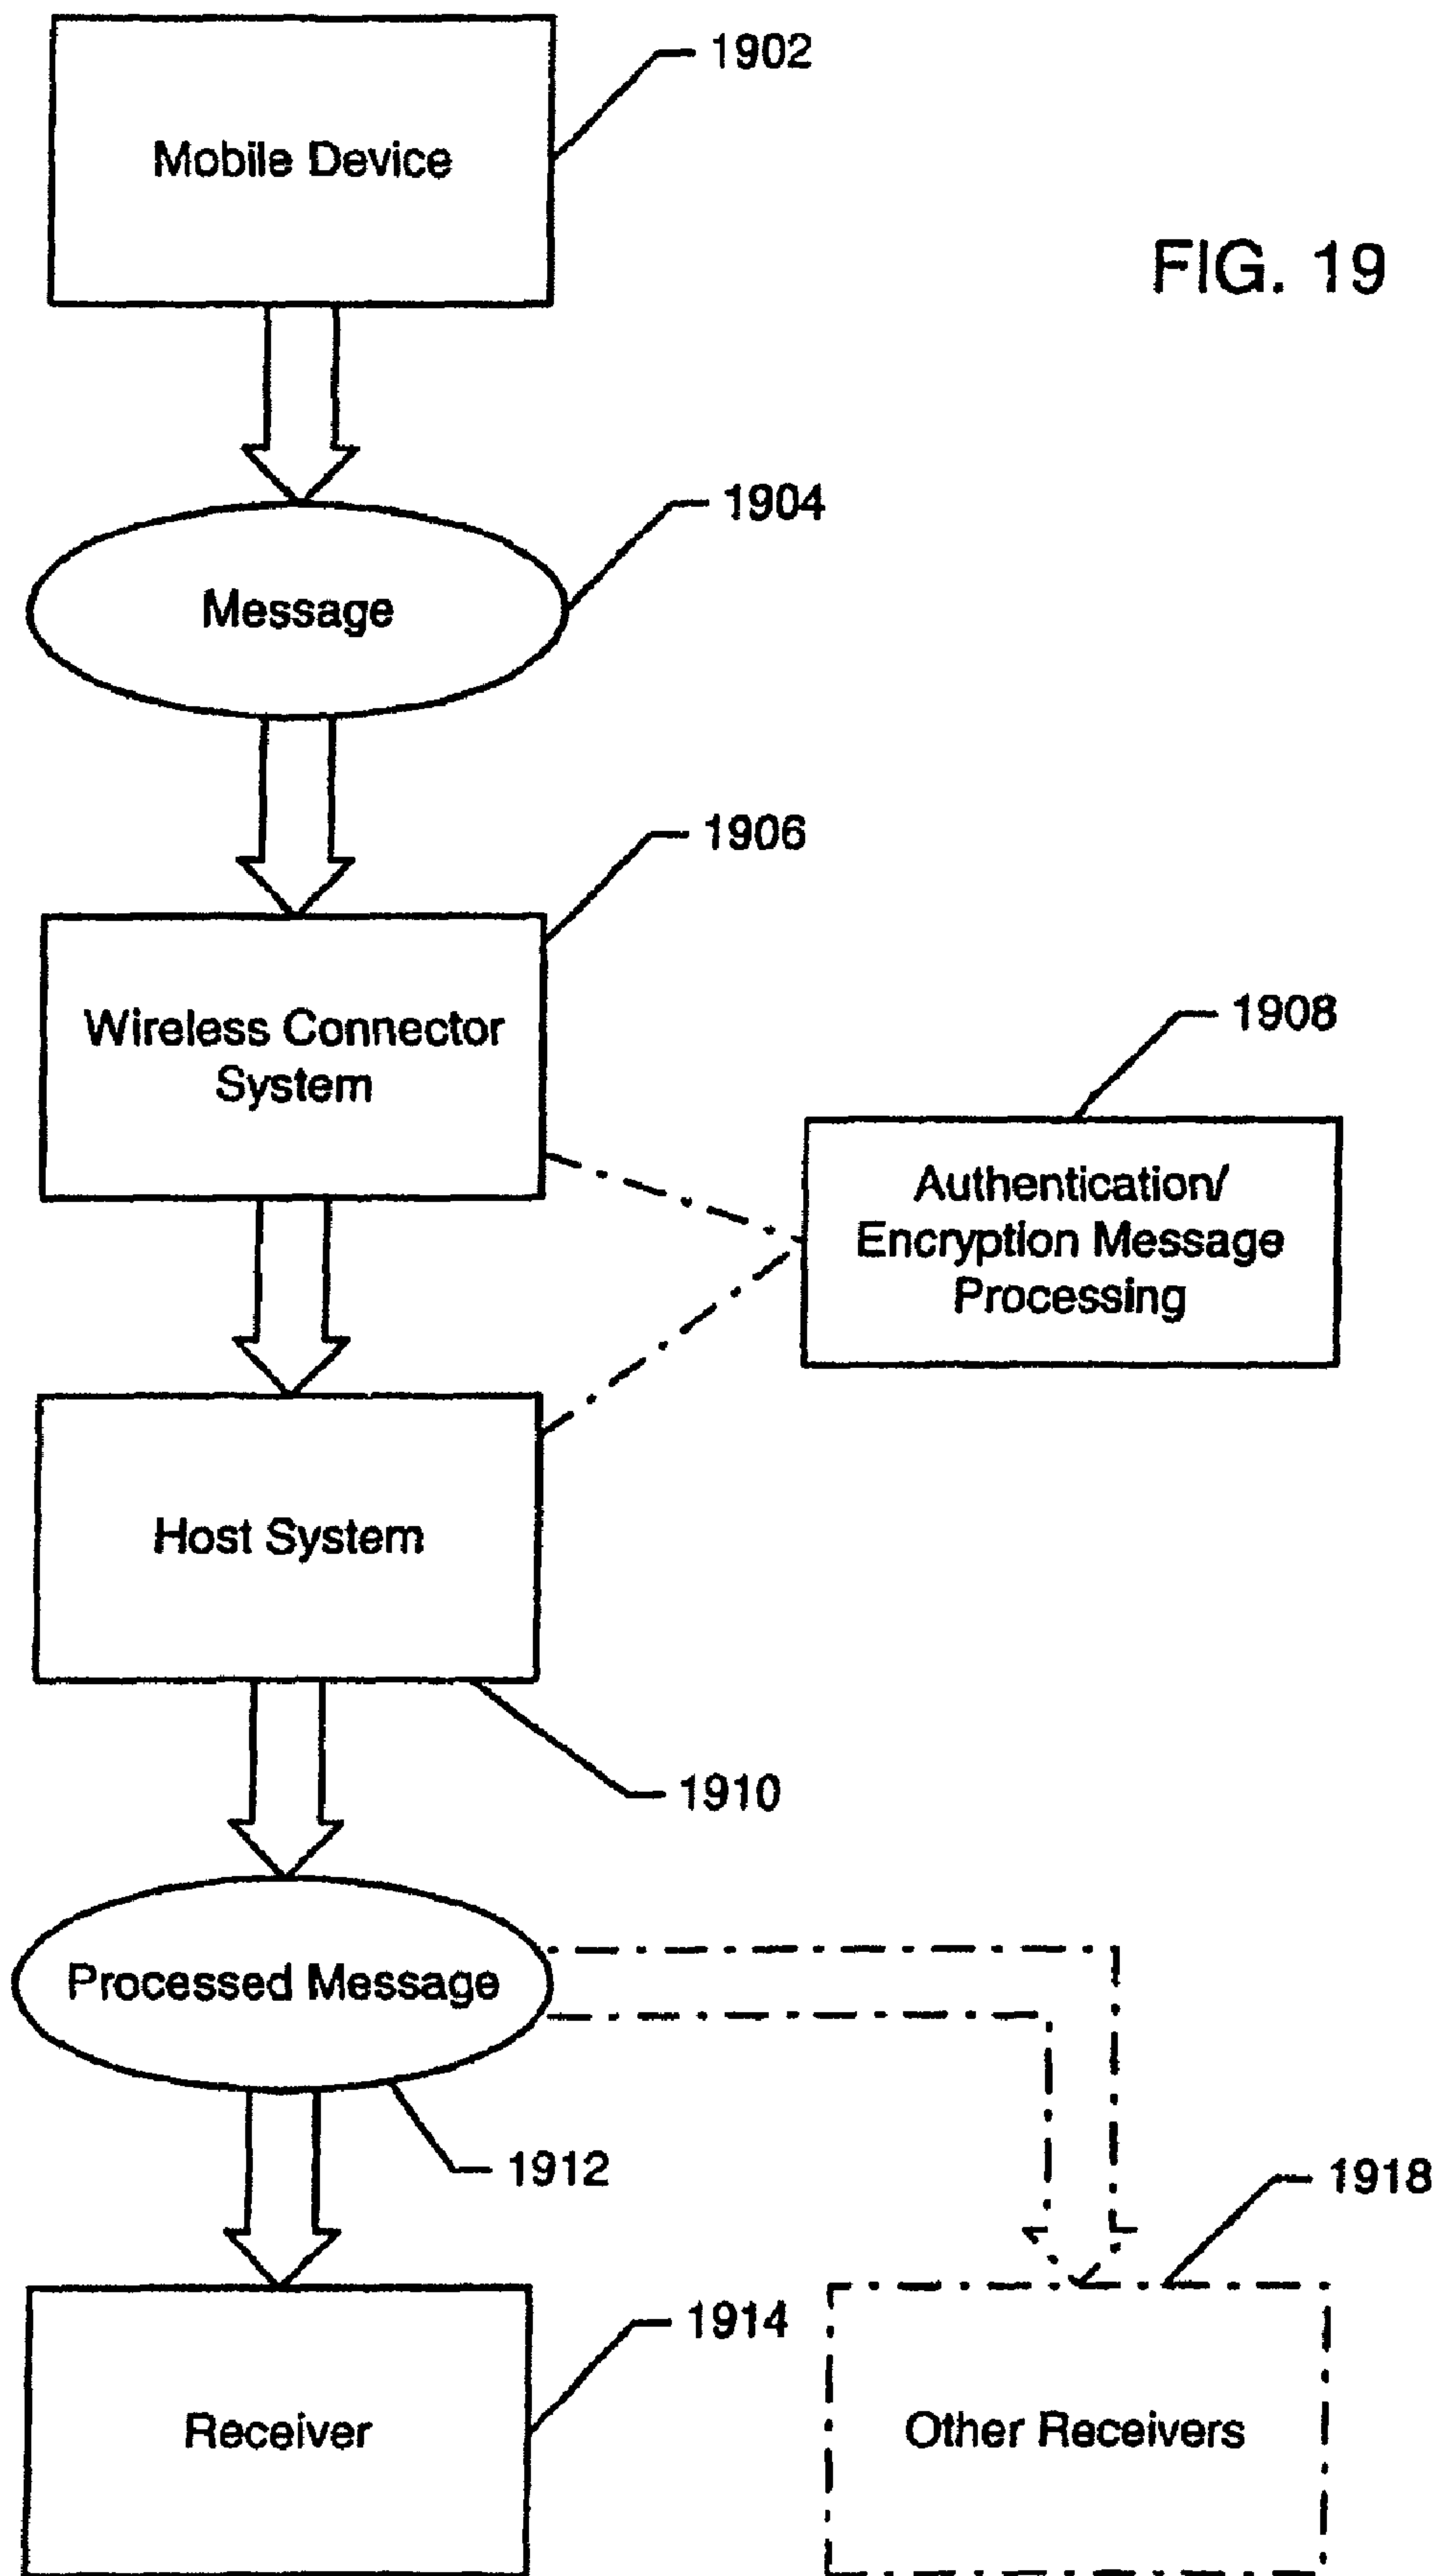 1902
Mobile Device
FIG. 19
1904
Message
1906
Wireless Connector
System
1908
Authentication/
Encryption Message
Processing
Host System
1910
Processed Message
1912
1918
1914
Receiver
Other Receivers